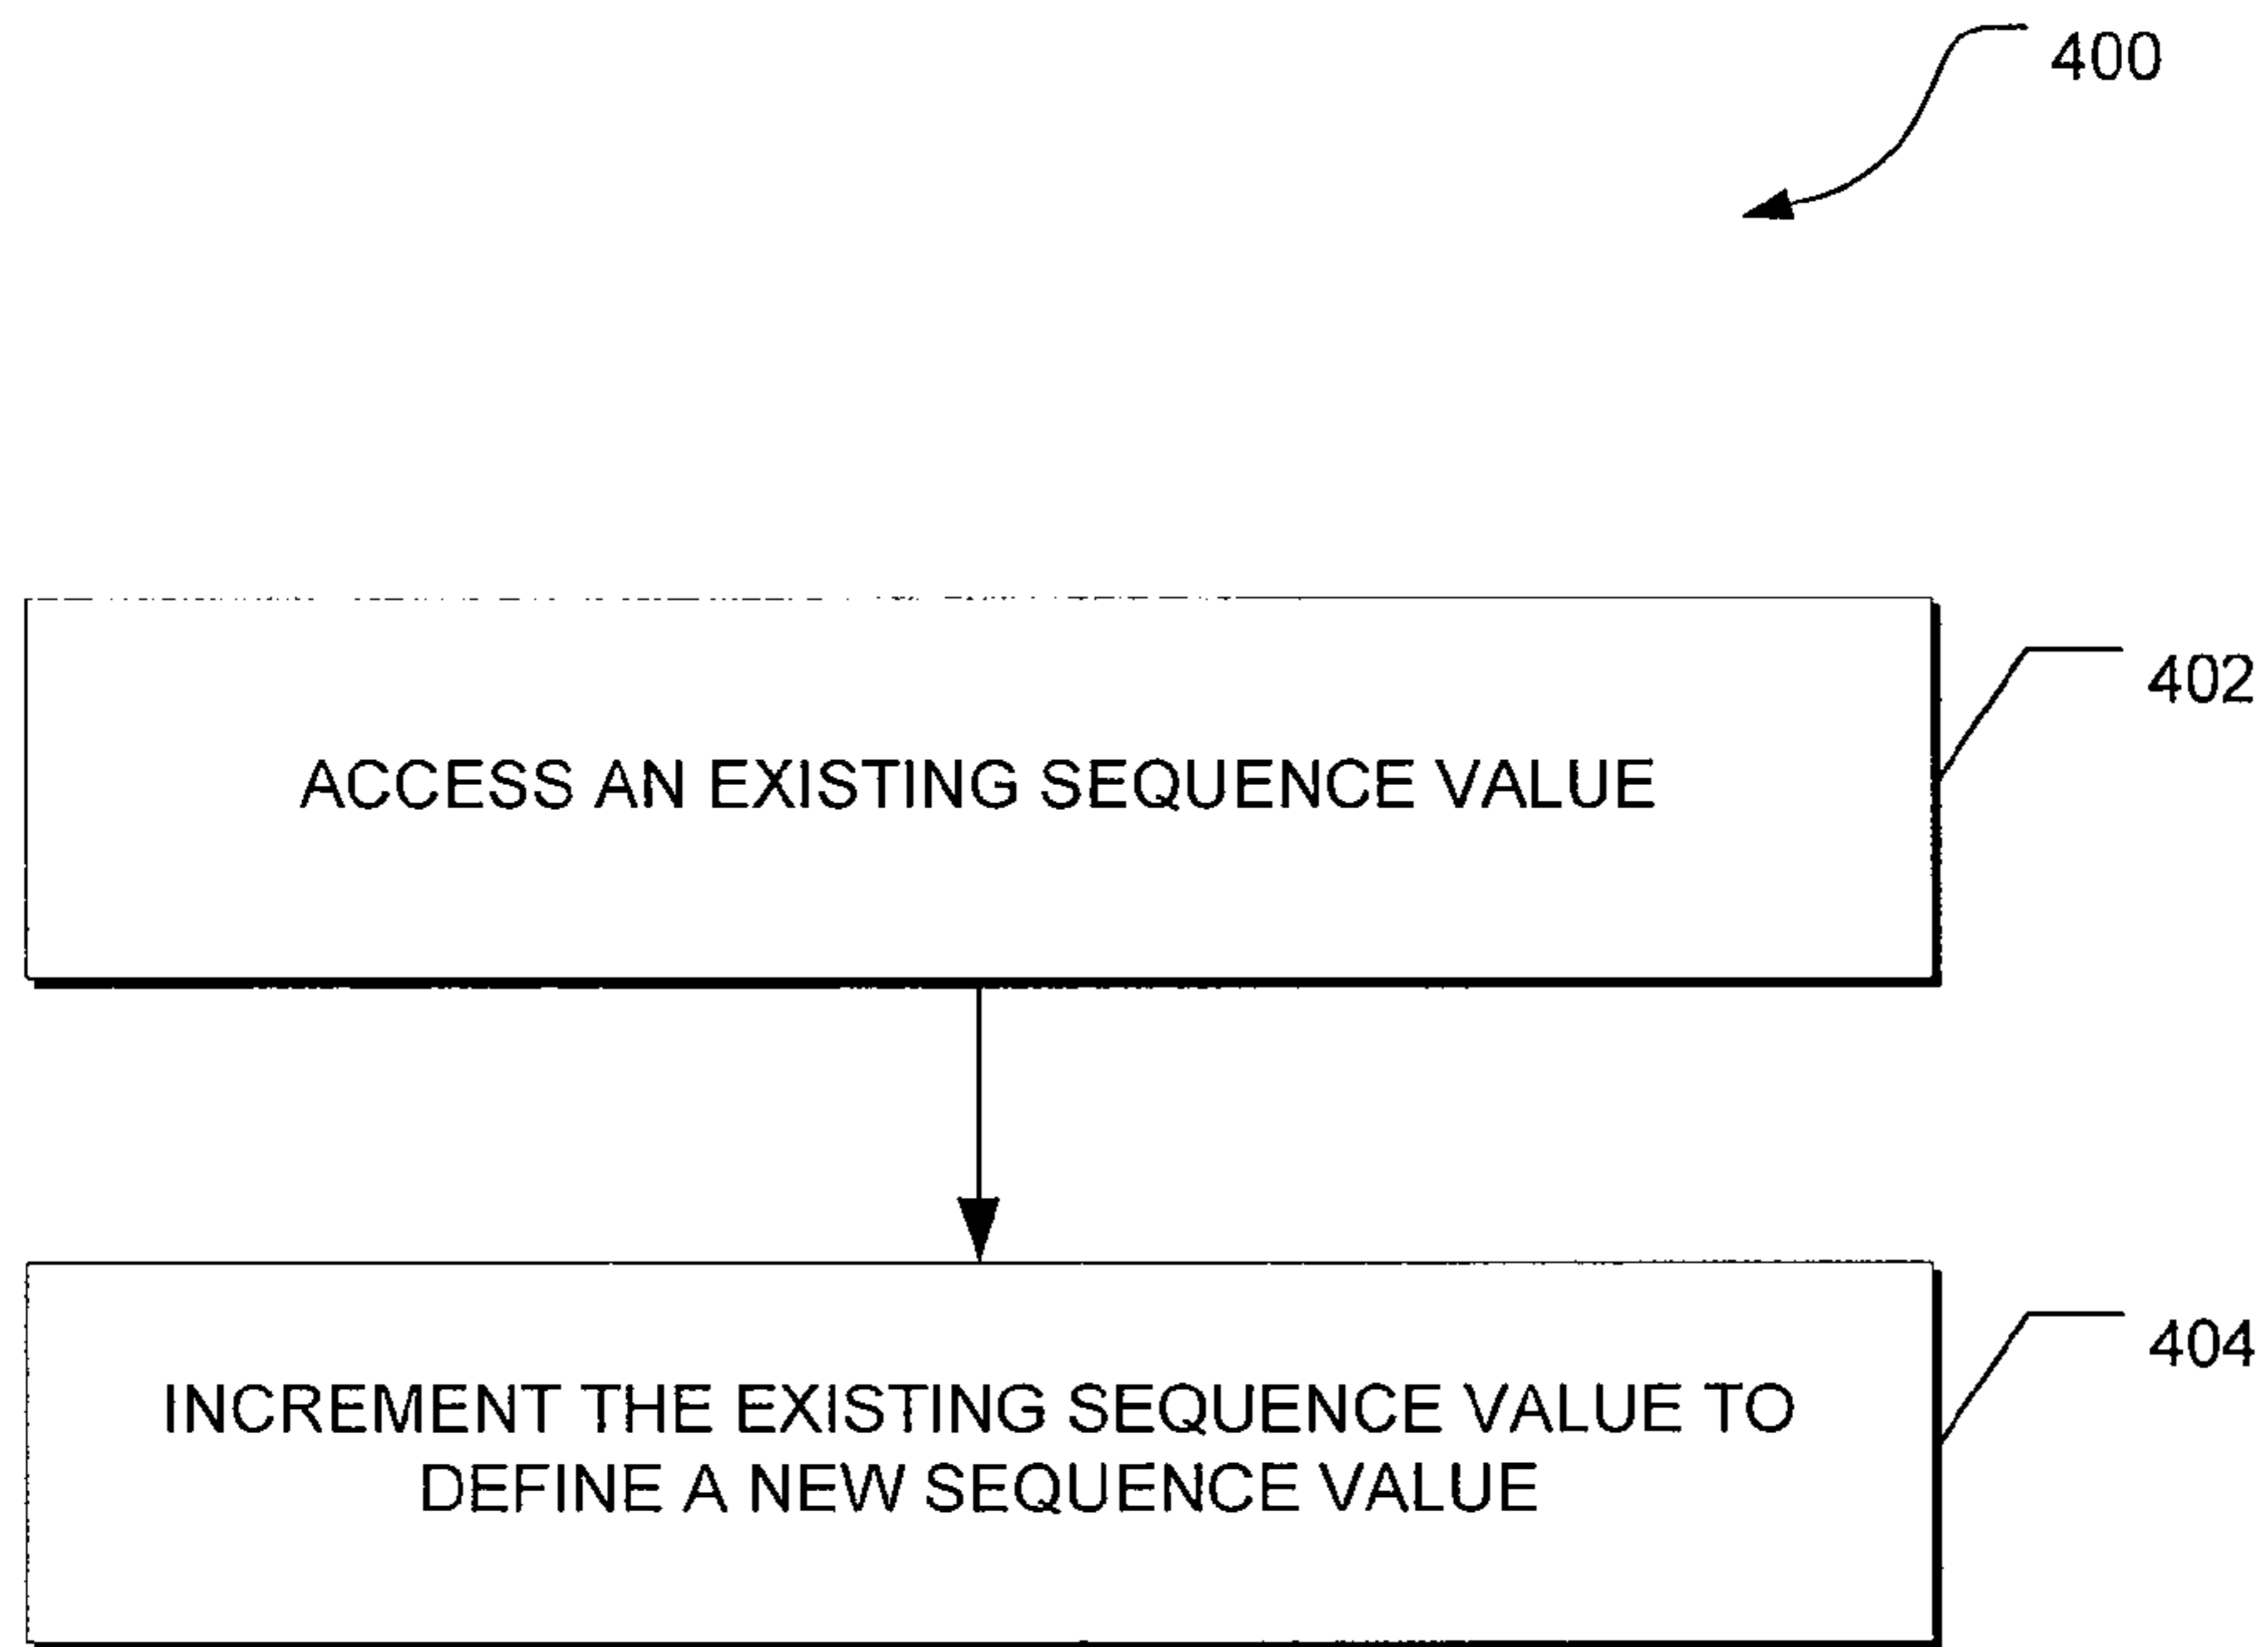 400
402
ACCESS AN EXISTING SEQUENCE VALUE
404
INCREMENT THE EXISTING SEQUENCE VALUE TO
DEFINE A NEW SEQUENCE VALUE